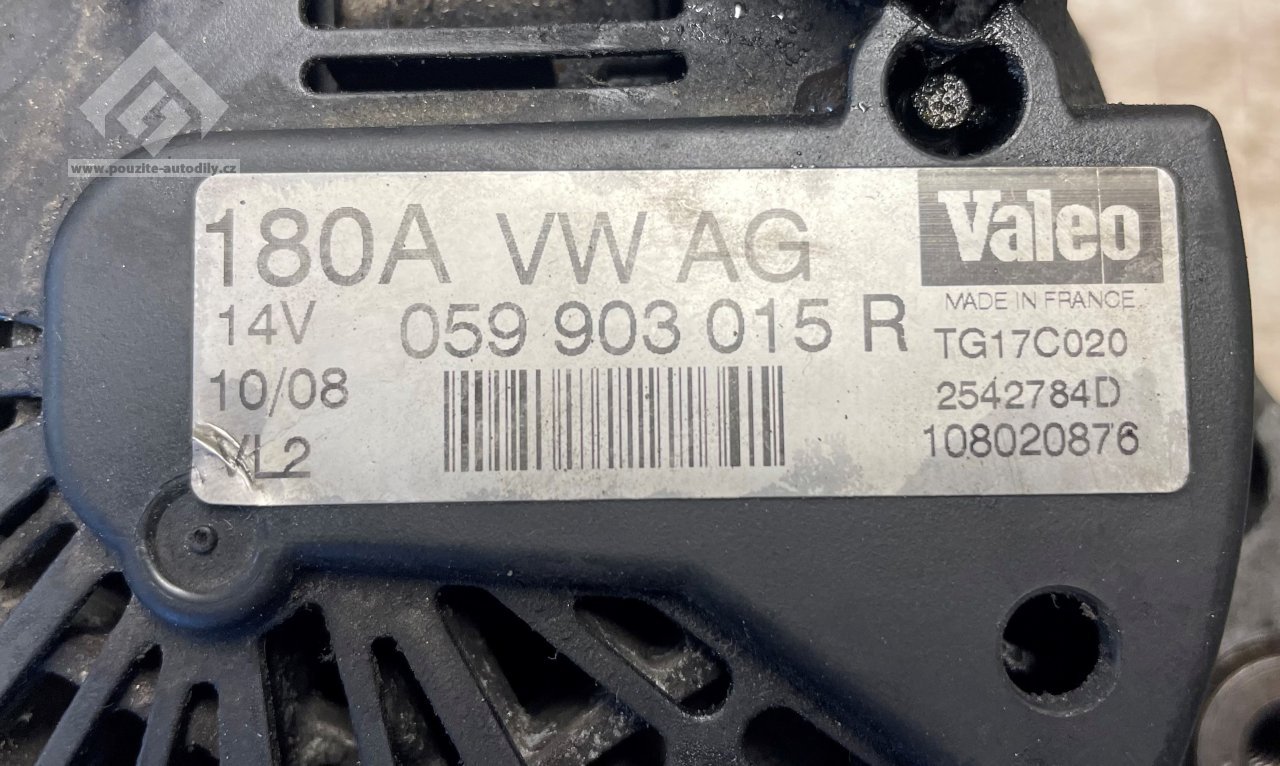 www.pouzite-autodily.cz
180A VW AG
Valeo
MADE IN FRANCE
14V 059 903 015 R
TG17C020
10/08
2542784D
L2
108020876